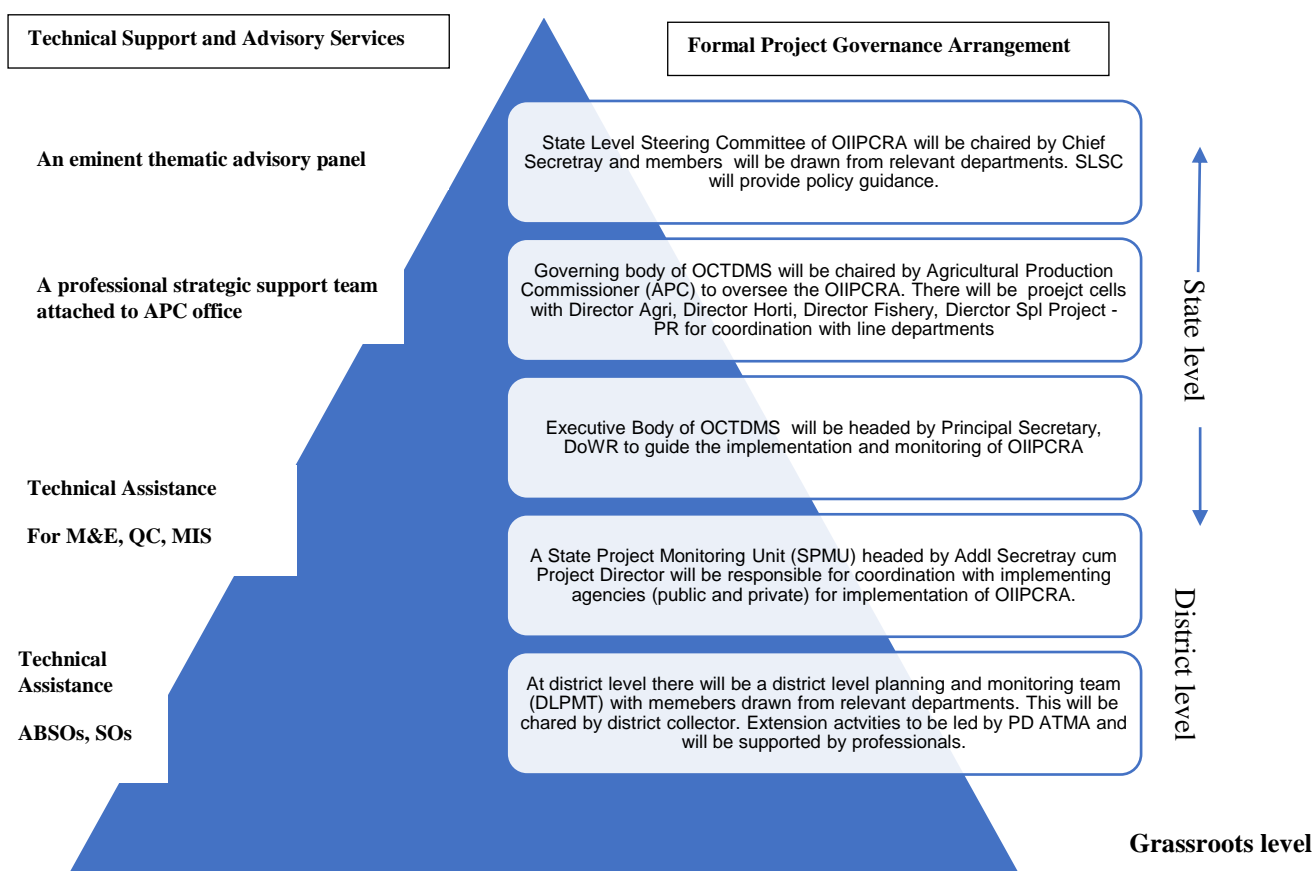 Technical Support and Advisory Services
Formal Project Governance Arrangement
An eminent thematic advisory panel
State Level Steering Committee of OIIPCRA will be chaired by Chief
Secretray and members will be drawn from relevant departments. SLSC
will provide policy guidance.
A professional strategic support team
attached to APC office
Governing body of OCTDMS will be chaired by Agricultural Production
Commissioner (APC) to oversee the OIIPCRA. There will be proejct cells
with Director Agri, Director Horti, Director Fishery, Dierctor Spl Project -
PR for coordination with line departments
State level
Executive Body of OCTDMS will be headed by Principal Secretary,
DoWR to guide the implementation and monitoring of OIIPCRA
Technical Assistance
For M&E, QC, MIS
A State Project Monitoring Unit (SPMU) headed by Addl Secretray cum
Project Director will be responsible for coordination with implementing
agencies (public and private) for implementation of OIIPCRA.
District level
Technical
Assistance
ABSOs, SOs
At district level there will be a district level planning and monitoring team
(DLPMT) with memebers drawn from relevant departments. This will be
chared by district collector. Extension actvities to be led by PD ATMA and
will be supported by professionals.
Grassroots level